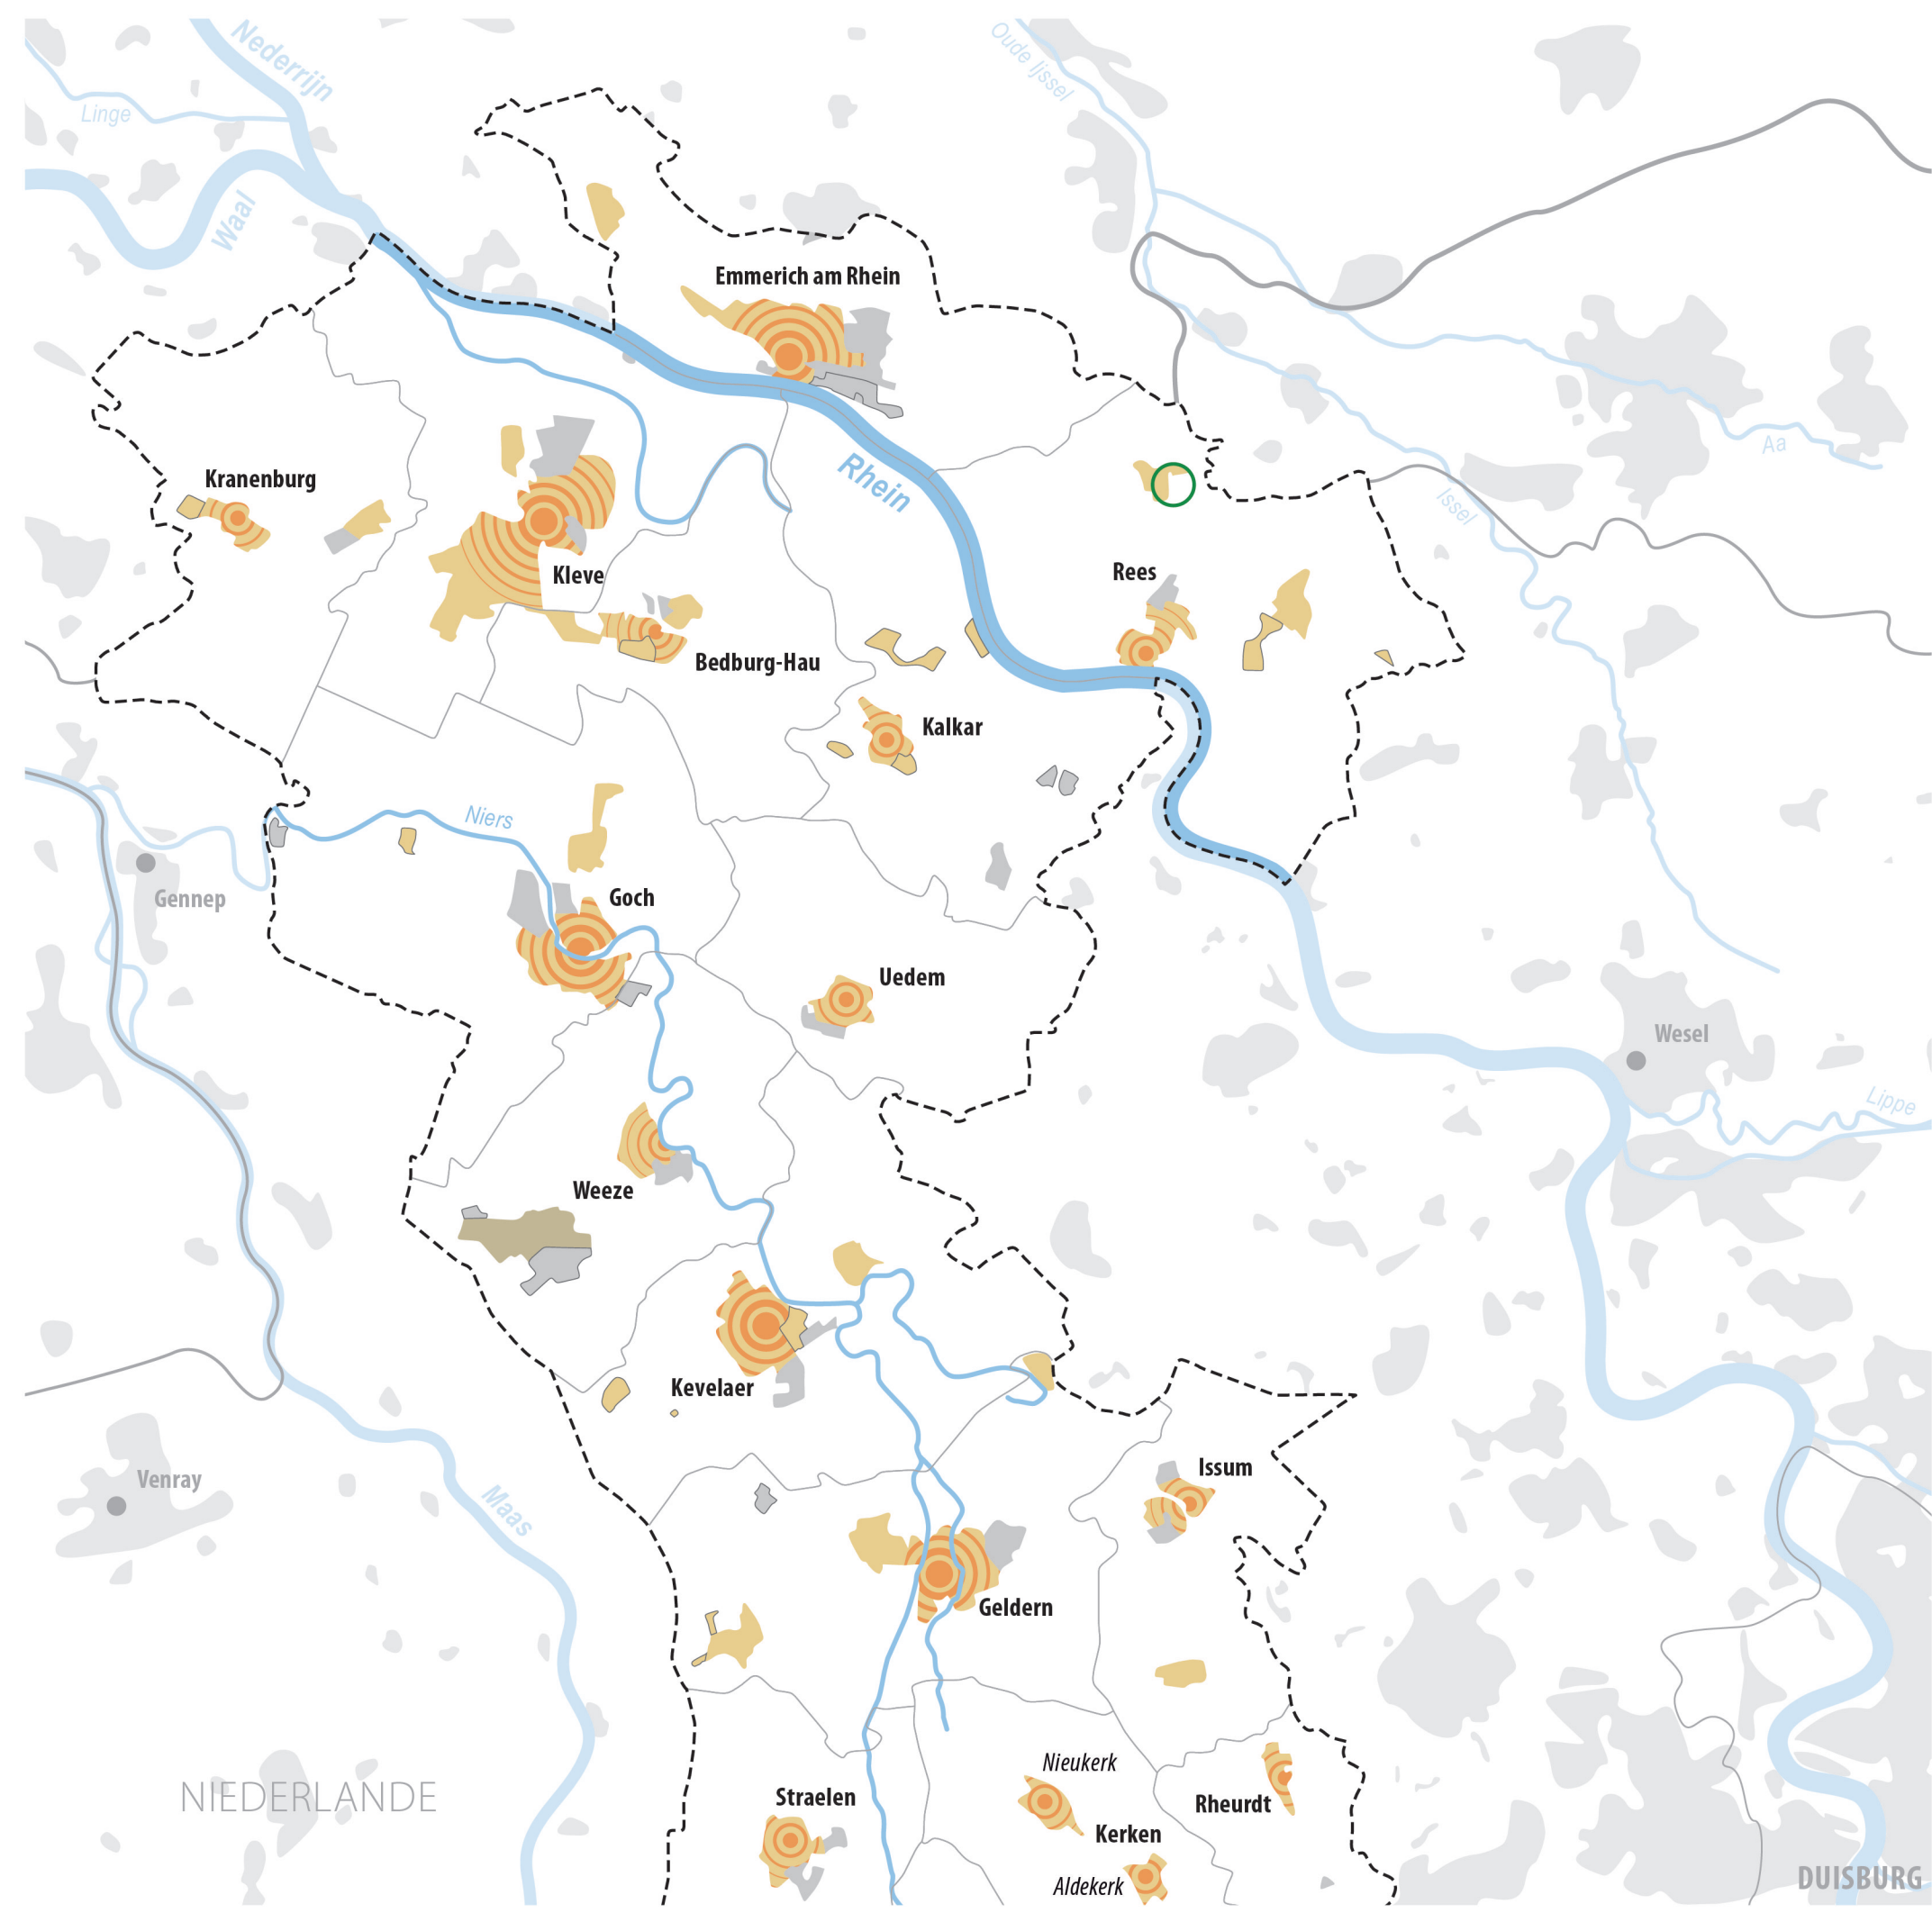 Nederrijn
Oude Ijssel
Linge
Waal
Emmerich am Rhein
Aa
Rhein
Kranenburg
Issel
Kleve
Rees
Bedburg-Hau
Kalkar
Niers
Gennep
Goch
Uedem
Wesel
Lippe
Weeze
Kevelaer
Issum
Venray
Maas
Geldern
Nieukerk
NIEDERLANDE
Straelen
Rheurdt
Kerken
DUISBURG
Aldekerk